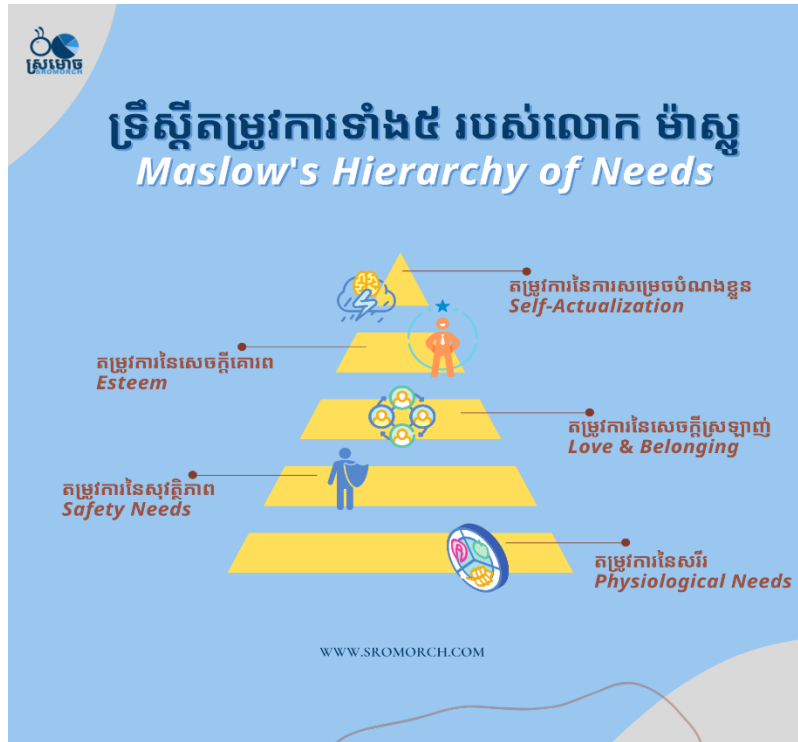 ស្រមោច
SROMORCH
ទ្រឹស្តីតម្រូវការទាំង៥ របស់លោក ម៉ាស្លូ
Maslow's Hierarchy of Needs
តម្រូវការនៃការសម្រេចបំណងខ្លួន
Self-Actualization
តម្រូវការនៃសេចក្តីគោរព
Esteem
តម្រូវការនៃសេចក្តីស្រឡាញ់
Love & Belonging
តម្រូវការនៃសុវត្ថិភាព
Safety Needs
តម្រូវការនៃសរីរ
Physiological Needs
WWW.SROMORCH.COM